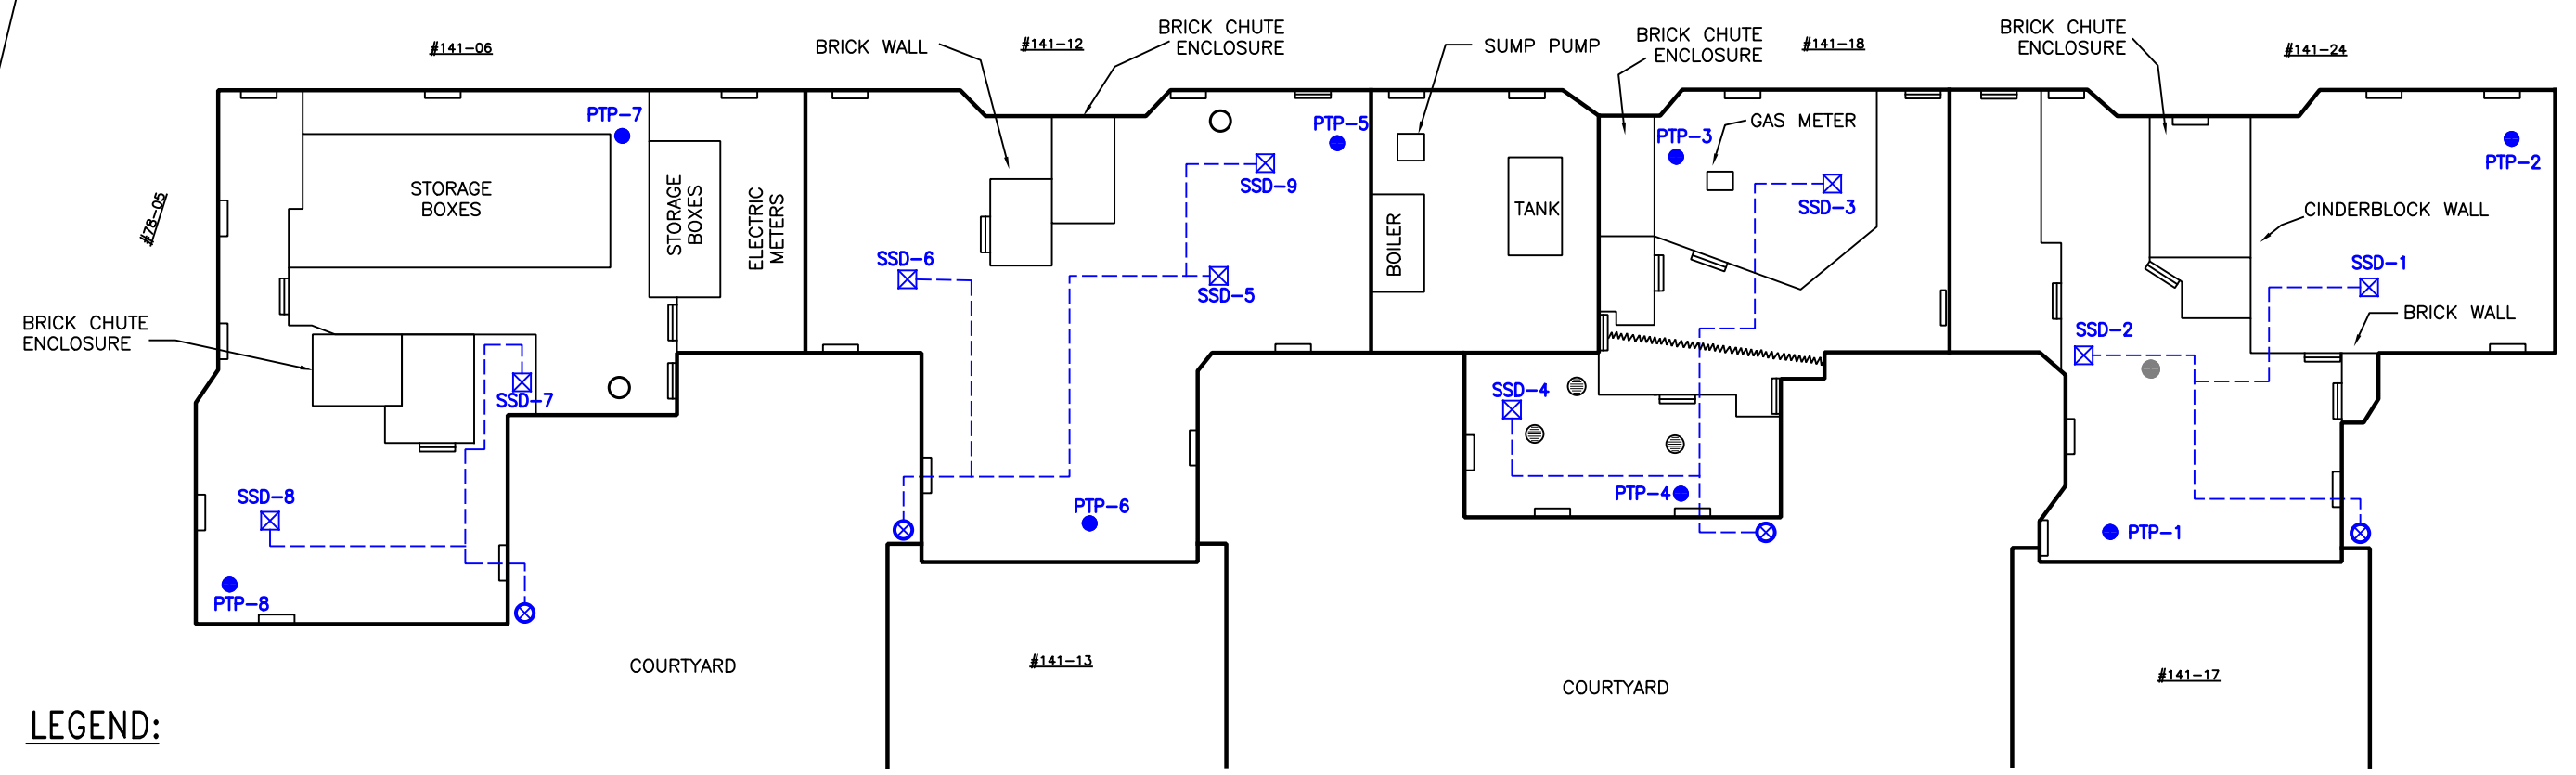 #141-06
BRICK WALL
#141-12
BRICK CHUTE
ENCLOSURE
SUMP PUMP
BRICK CHUTE
ENCLOSURE
#141-18
BRICK CHUTE
ENCLOSURE
#141-24
PTP-7
PTP-5
PTP-3
GAS METER
PTP-2
#78-05
STORAGE
BOXES
STORAGE
BOXES
ELECTRIC
METERS
SSD-9
BOILER
TANK
SSD-3
CINDERBLOCK WALL
SSD-6
SSD-5
SSD-1
BRICK CHUTE
ENCLOSURE
SSD-2
BRICK WALL
SSD-7
SSD-4
SSD-8
PTP-4
PTP-6
PTP-1
PTP-8
COURTYARD
#141-13
COURTYARD
#141-17
LEGEND: